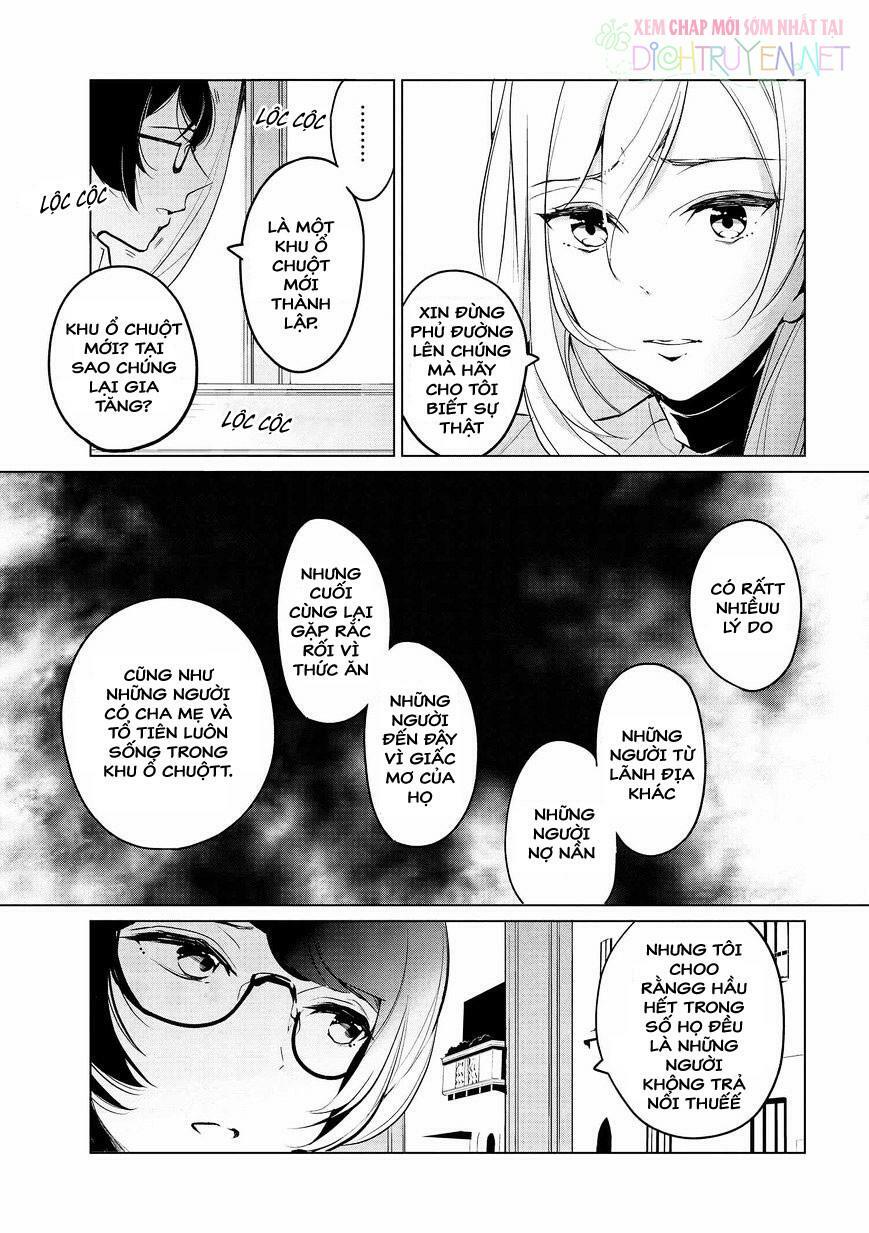 XEM CHAP MỚI SỚM NHẤT TẠI
DICHTRUYEN.NET
XIN ĐỪNG
PHỦ ĐƯỜNG
LÊN CHÚNG
MÀ HÃY
CHO TÔI
BIẾT SỰ
THẬT
.........
LỘC CỘC
LỘC CỘC
LÀ MỘT
KHU Ổ
CHUỘT
MỚI
THÀNH
LẬP.
KHU Ổ CHUỘT
MỚI? TẠI
SAO CHÚNG
LẠI GIA
TĂNG?
LỘC CỘC
CÓ RẤTT
NHIỀUU
LÝ DO
NHỮNG
NGƯỜI TỪ
LÃNH ĐỊA
KHÁC
NHỮNG
NGƯỜI
NỢ NẦN
NHỮNG
NGƯỜI
ĐẾN ĐÂY
VÌ GIẤC
MƠ CỦA
HỌ
NHƯNG
CUỐI
CÙNG LẠI
GẶP RẮC
RỐI VÌ
THỨC ĂN
CŨNG NHƯ
NHỮNG NGƯỜI
CÓ CHA MẸ VÀ
TỔ TIÊN LUÔN
SỐNG TRONG
KHU Ổ CHUỘTT.
NHƯNG TÔI
CHOO
RẰNGG HẦU
HẾT TRONG
SỐ HỌ ĐỀU
LÀ NHỮNG
NGƯỜI
KHÔNG TRẢ
NỔI THUẾẾ